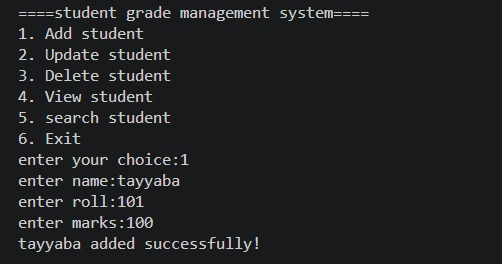 ====student grade management system====
1. Add student
2. Update student
3. Delete student
4. View student
5. search student
6. Exit
enter your choice:1
enter name:tayyaba
enter roll:101
enter marks:100
tayyaba added successfully!